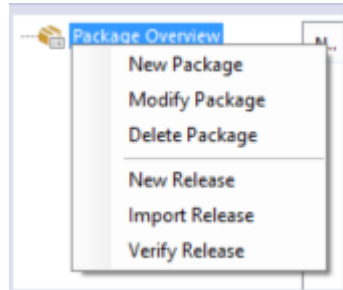 Package Overview
N..
New Package
Modify Package
Delete Package
New Release
Import Release
Verify Release